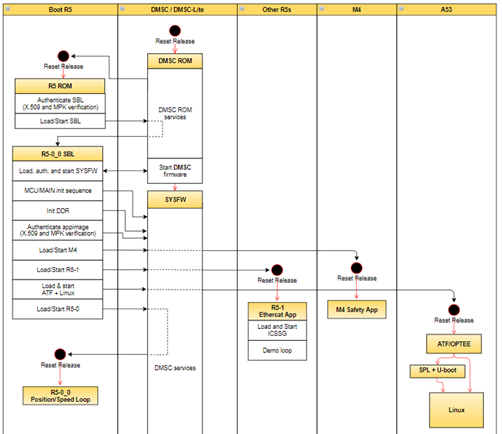 Boot R5
DMSC / DMSC-Lite
Other R5s
M4
A53
Reset Release
DMSC ROM
DMSC ROM
services
Start DMSC
firmware
SYSFW
DMSC services
Reset Release
R5 ROM
Authenticate SBL
(X.509 and MPK verification)
Load/Start SBL
R5-0_0 SBL
Load, auth, and start SYSFW
MCU/MAIN init sequence
Init DDR
Authenticate appimage
(X.509 and MPK verification)
Load/Start M4
Load/Start R5-1
Load & start
ATF + Linux
Load/Start R5-0
Reset Release
R5-0_0
Position/Speed Loop
Reset Release
R5-1
Ethercat App
Load and Start
ICSSG
Demo loop
Reset Release
M4 Safety App
Reset Release
ATF/OPTEE
SPL + U-boot
Linux